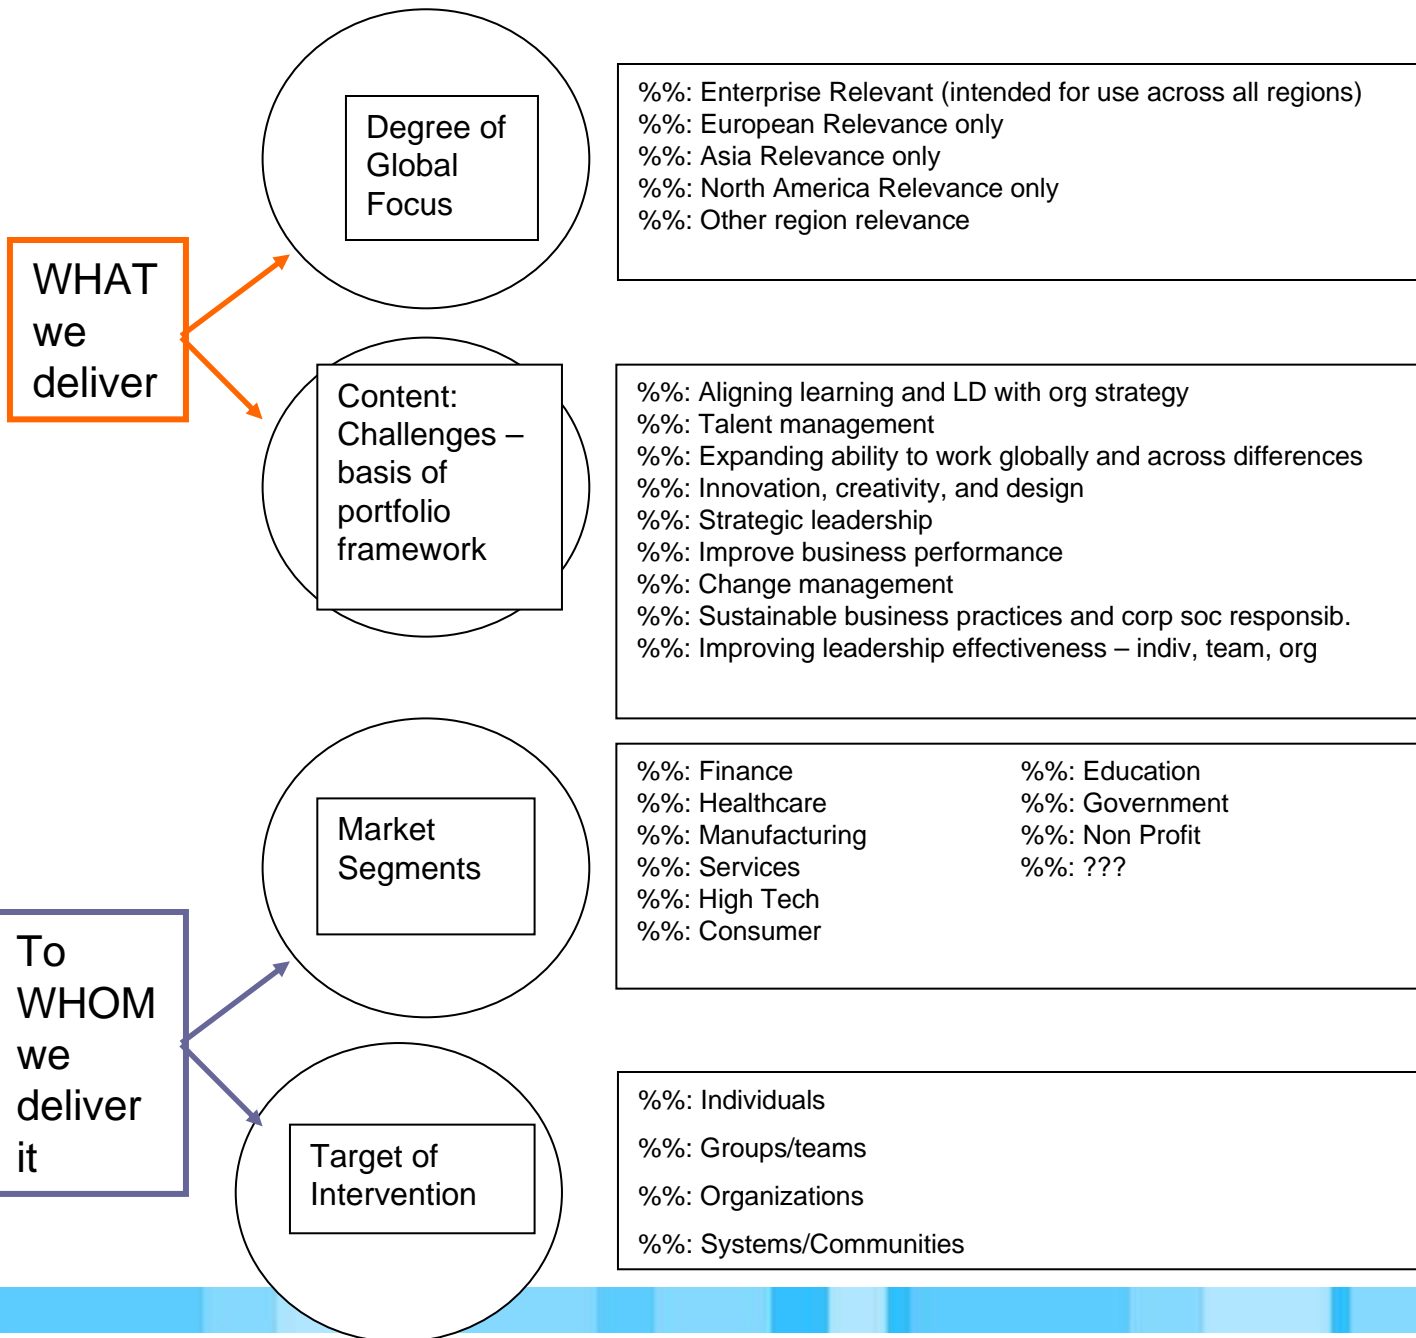 WHAT
we
deliver
Degree of
Global
Focus
%%: Enterprise Relevant (intended for use across all regions)
%%: European Relevance only
%%: Asia Relevance only
%%: North America Relevance only
%%: Other region relevance
Content:
Challenges –
basis of
portfolio
framework
%%: Aligning learning and LD with org strategy
%%: Talent management
%%: Expanding ability to work globally and across differences
%%: Innovation, creativity, and design
%%: Strategic leadership
%%: Improve business performance
%%: Change management
%%: Sustainable business practices and corp soc responsib.
%%: Improving leadership effectiveness – indiv, team, org
To
WHOM
we
deliver
it
Market
Segments
%%: Finance
%%: Healthcare
%%: Manufacturing
%%: Services
%%: High Tech
%%: Consumer
%%: Education
%%: Government
%%: Non Profit
%%: ???
Target of
Intervention
%%: Individuals
%%: Groups/teams
%%: Organizations
%%: Systems/Communities